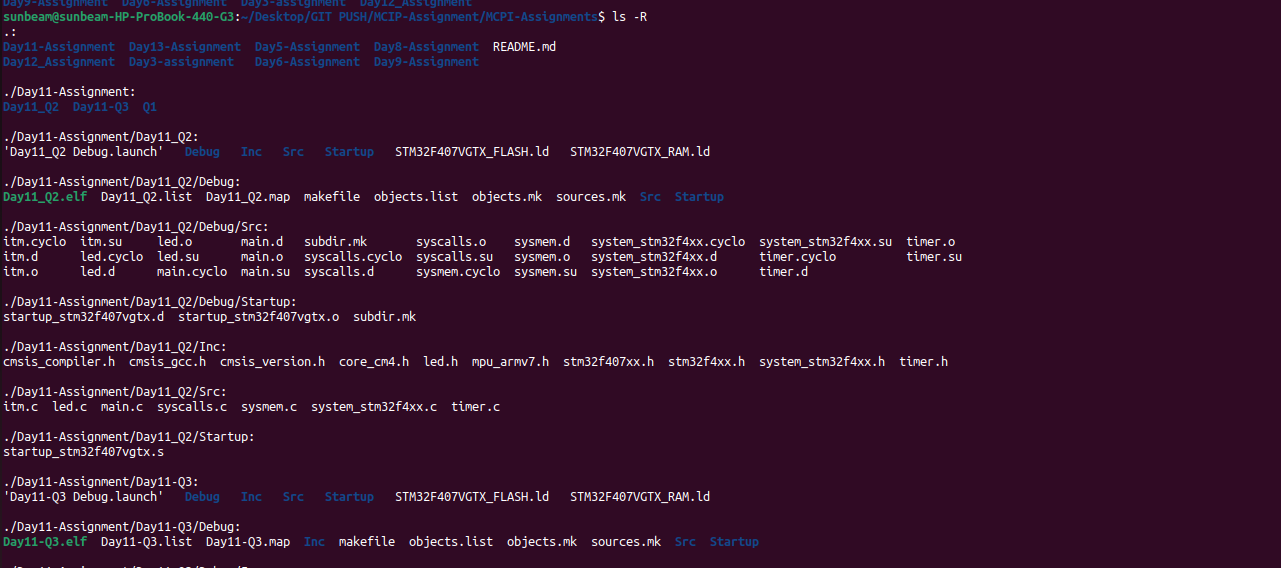 Day9-Assignment  Day6-Assignment  Day3-assignment  Day12_Assignment
sunbeam@sunbeam-HP-ProBook-440-G3:~/Desktop/GIT PUSH/MCIP-Assignment/MCPI-Assignments$ ls -R
.:
Day11-Assignment  Day13-Assignment  Day5-Assignment  Day8-Assignment  README.md
Day12_Assignment  Day3-assignment   Day6-Assignment  Day9-Assignment
./Day11-Assignment:
Day11_Q2  Day11-Q3  Q1
./Day11-Assignment/Day11_Q2:
'Day11_Q2 Debug.launch'   Debug   Inc   Src   Startup   STM32F407VGTX_FLASH.ld   STM32F407VGTX_RAM.ld
./Day11-Assignment/Day11_Q2/Debug:
Day11_Q2.elf  Day11_Q2.list  Day11_Q2.map  makefile  objects.list  objects.mk  sources.mk  Src  Startup
./Day11-Assignment/Day11_Q2/Debug/Src:
itm.cyclo  itm.su     led.o       main.d   subdir.mk       syscalls.o   sysmem.d   system_stm32f4xx.cyclo  system_stm32f4xx.su  timer.o
itm.d      led.cyclo  led.su      main.o   syscalls.cyclo  syscalls.su  sysmem.o   system_stm32f4xx.d      timer.cyclo          timer.su
itm.o      led.d      main.cyclo  main.su  syscalls.d      sysmem.cyclo  sysmem.su  system_stm32f4xx.o      timer.d
./Day11-Assignment/Day11_Q2/Debug/Startup:
startup_stm32f407vgtx.d  startup_stm32f407vgtx.o  subdir.mk
./Day11-Assignment/Day11_Q2/Inc:
cmsis_compiler.h  cmsis_gcc.h  cmsis_version.h  core_cm4.h  led.h  mpu_armv7.h  stm32f407xx.h  stm32f4xx.h  system_stm32f4xx.h  timer.h
./Day11-Assignment/Day11_Q2/Src:
itm.c  led.c  main.c  syscalls.c  sysmem.c  system_stm32f4xx.c  timer.c
./Day11-Assignment/Day11_Q2/Startup:
startup_stm32f407vgtx.s
./Day11-Assignment/Day11-Q3:
'Day11-Q3 Debug.launch'   Debug   Inc   Src   Startup   STM32F407VGTX_FLASH.ld   STM32F407VGTX_RAM.ld
./Day11-Assignment/Day11-Q3/Debug:
Day11-Q3.elf  Day11-Q3.list  Day11-Q3.map  Inc  makefile  objects.list  objects.mk  sources.mk  Src  Startup